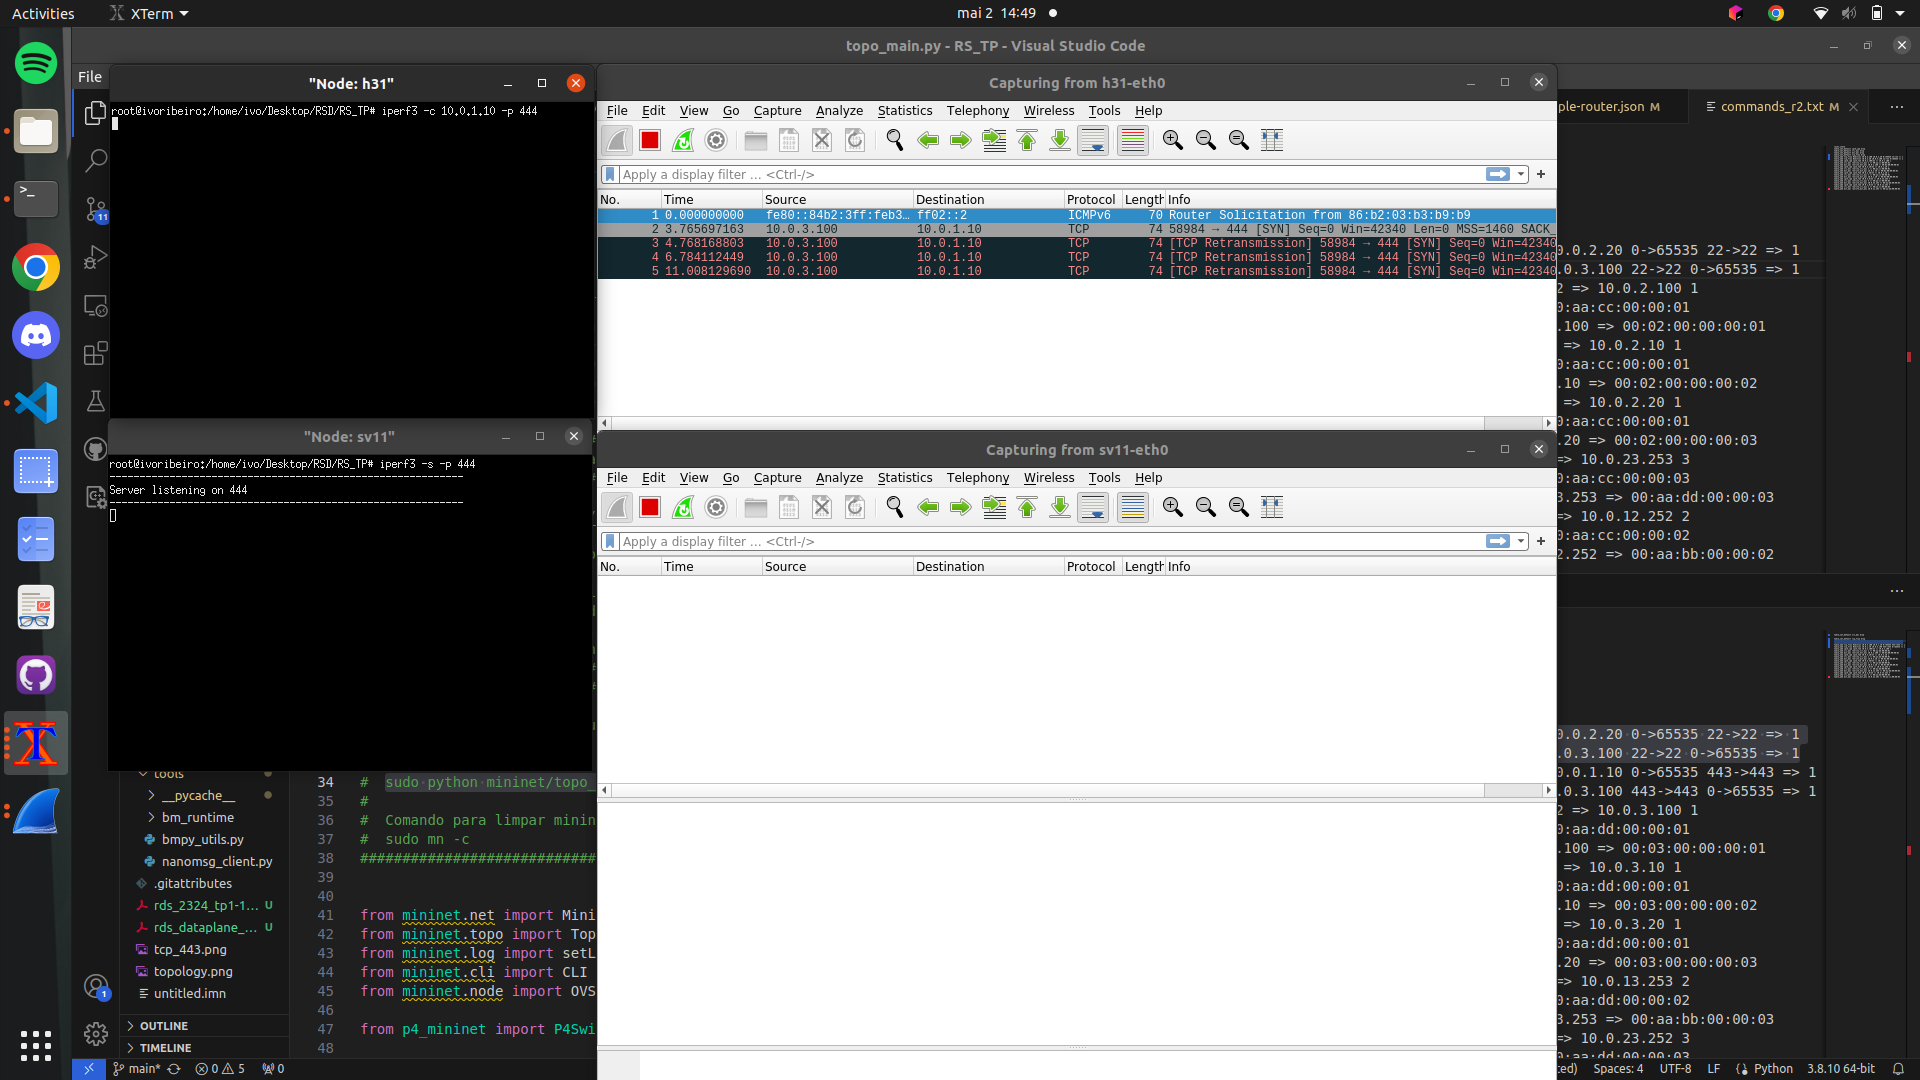 Activities
XTerm
mai 2 14:49
topo_main.py - RS_TP - Visual Studio Code
File
"Node: h31"
root@ivoribeiro:/home/ivo/Desktop/RSD/RS_TP# iperf3 -c 10.0.1.10 -p 444
Capturing from h31-eth0
File Edit View Go Capture Analyze Statistics Telephony Wireless Tools Help
Apply a display filter ... <Ctrl-/>
No. Time Source Destination Protocol Length Info
1 0.000000000 fe80::84b2:3ff:feb3... ff02::2 ICMPv6 70 Router Solicitation from 86:b2:03:b3:b9:b9
2 3.765697163 10.0.3.100 10.0.1.10 TCP 74 58984 → 444 [SYN] Seq=0 Win=42340 Len=0 MSS=1460 SACK_
3 4.768168803 10.0.3.100 10.0.1.10 TCP 74 [TCP Retransmission] 58984 → 444 [SYN] Seq=0 Win=42340
4 6.784112449 10.0.3.100 10.0.1.10 TCP 74 [TCP Retransmission] 58984 → 444 [SYN] Seq=0 Win=42340
5 11.008129690 10.0.3.100 10.0.1.10 TCP 74 [TCP Retransmission] 58984 → 444 [SYN] Seq=0 Win=42340
"Node: sv11"
root@ivoribeiro:/home/ivo/Desktop/RSD/RS_TP# iperf3 -s -p 444
-----------------------------------------------------------
Server listening on 444
-----------------------------------------------------------
Capturing from sv11-eth0
File Edit View Go Capture Analyze Statistics Telephony Wireless Tools Help
Apply a display filter ... <Ctrl-/>
No. Time Source Destination Protocol Length Info
ple-router.json M
commands_r2.txt M
0.0.2.20 0->65535 22->22 => 1
.0.3.100 22->22 0->65535 => 1
2 => 10.0.2.100 1
0:aa:cc:00:00:01
.100 => 00:02:00:00:00:01
=> 10.0.2.10 1
0:aa:cc:00:00:01
.10 => 00:02:00:00:00:02
=> 10.0.2.20 1
0:aa:cc:00:00:01
.20 => 00:02:00:00:00:03
=> 10.0.23.253 3
0:aa:cc:00:00:03
3.253 => 00:aa:dd:00:00:03
=> 10.0.12.252 2
0:aa:cc:00:00:02
2.252 => 00:aa:bb:00:00:02
0.0.2.20 0->65535 22->22 => 1
.0.3.100 22->22 0->65535 => 1
0.0.1.10 0->65535 443->443 => 1
.0.3.100 443->443 0->65535 => 1
2 => 10.0.3.100 1
0:aa:dd:00:00:01
.100 => 00:03:00:00:00:01
=> 10.0.3.10 1
0:aa:dd:00:00:01
.10 => 00:03:00:00:00:02
=> 10.0.3.20 1
0:aa:dd:00:00:01
.20 => 00:03:00:00:00:03
=> 10.0.13.253 2
0:aa:dd:00:00:02
3.253 => 00:aa:bb:00:00:03
=> 10.0.23.252 3
0:aa:dd:00:00:03
11
tools
__pycache__
bm_runtime
bmpy_utils.py
nanomsg_client.py
.gitattributes
rds_2324_tp1-1... U
rds_dataplane_... U
tcp_443.png
topology.png
untitled.imn
OUTLINE
TIMELINE
1
34 # sudo python mininet/topo_
35 #
36 # Comando para limpar minin
37 # sudo mn -c
38 ############################
39
40
41 from mininet.net import Mini
42 from mininet.topo import Top
43 from mininet.log import setL
44 from mininet.cli import CLI
45 from mininet.node import OVS
46
47 from p4_mininet import P4Swi
48
main* 0 5 0
ted) Spaces: 4 UTF-8 LF Python 3.8.10 64-bit